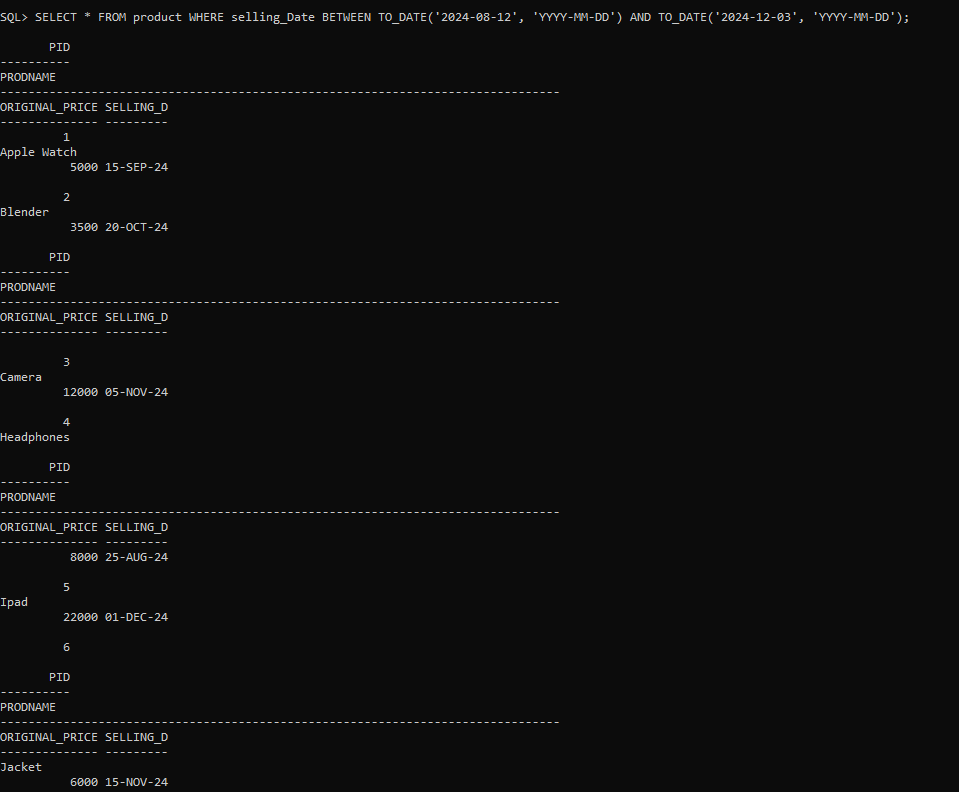 SQL> SELECT * FROM product WHERE selling_Date BETWEEN TO_DATE('2024-08-12', 'YYYY-MM-DD') AND TO_DATE('2024-12-03', 'YYYY-MM-DD');
PID
----------
PRODNAME
--------------------------------------------------------------------------------
ORIGINAL_PRICE SELLING_D
-------------- ---------
1
Apple Watch
5000 15-SEP-24
2
Blender
3500 20-OCT-24
PID
----------
PRODNAME
--------------------------------------------------------------------------------
ORIGINAL_PRICE SELLING_D
-------------- ---------
3
Camera
12000 05-NOV-24
4
Headphones
PID
----------
PRODNAME
--------------------------------------------------------------------------------
ORIGINAL_PRICE SELLING_D
-------------- ---------
8000 25-AUG-24
5
Ipad
22000 01-DEC-24
6
PID
----------
PRODNAME
--------------------------------------------------------------------------------
ORIGINAL_PRICE SELLING_D
-------------- ---------
Jacket
6000 15-NOV-24